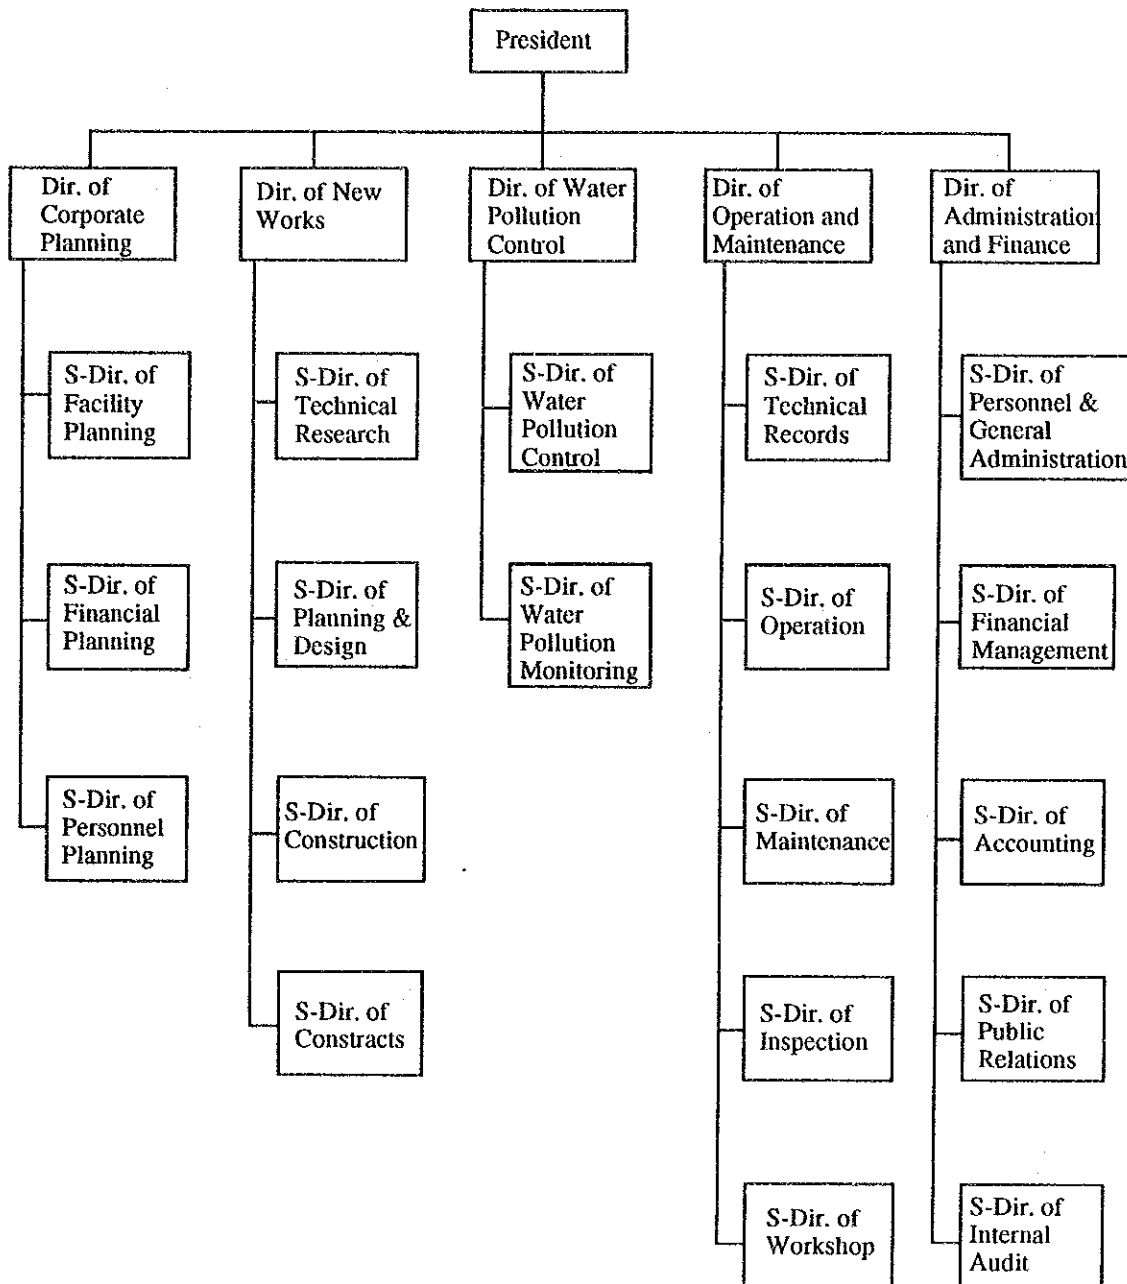 President
Dir. of
Corporate
Planning
Dir. of New
Works
Dir. of Water
Pollution
Control
Dir. of
Operation and
Maintenance
Dir. of
Administration
and Finance
S-Dir. of
Facility
Planning
S-Dir. of
Technical
Research
S-Dir. of
Water
Pollution
Control
S-Dir. of
Technical
Records
S-Dir. of
Personnel &
General
Administration
S-Dir. of
Financial
Planning
S-Dir. of
Planning &
Design
S-Dir. of
Water
Pollution
Monitoring
S-Dir. of
Operation
S-Dir. of
Financial
Management
S-Dir. of
Personnel
Planning
S-Dir. of
Construction
S-Dir. of
Maintenance
S-Dir. of
Accounting
S-Dir. of
Constracts
S-Dir. of
Inspection
S-Dir. of
Public
Relations
S-Dir. of
Workshop
S-Dir. of
Internal
Audit